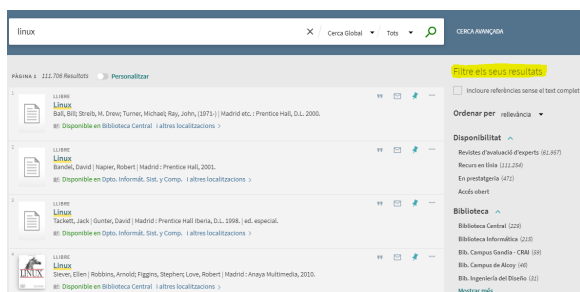 linux
Cerca Global
Tots
CERCA AVANÇADA
PÀGINA 1 111.706 Resultats Personalitzar
1
LLIBRE
Linux
Ball, Bill; Streib, M. Drew; Turner, Michael; Ray, John, (1971-) | Madrid etc. : Prentice Hall, D.L. 2000.
Disponible en Biblioteca Central i altres localitzacions >
2
LLIBRE
Linux
Bandel, David | Napier, Robert | Madrid : Prentice Hall, 2001.
Disponible en Dpto. Informát. Sist. y Comp. i altres localitzacions >
3
LLIBRE
Linux
Tackett, Jack | Gunter, David | Madrid : Prentice Hall Iberia, D.L. 1998. | ed. especial.
Disponible en Dpto. Informát. Sist. y Comp. i altres localitzacions >
4
LINUX
LLIBRE
Linux
Siever, Ellen | Robbins, Arnold; Figgins, Stephen; Love, Robert | Madrid : Anaya Multimedia, 2010.
Disponible en Biblioteca Central i altres localitzacions >
Filtre els seus resultats
Incloure referències sense el text complet
Ordenar per rellevància
Disponibilitat
Revistes d'avaluació d'experts (61.967)
Recurs en línia (111.234)
En prestatgeria (471)
Accés obert
Biblioteca
Biblioteca Central (228)
Biblioteca Informática (213)
Bib. Campus Gandia - CRAI (59)
Bib. Campus de Alcoy (46)
Bib. Ingeniería del Diseño (31)
Mostrar més